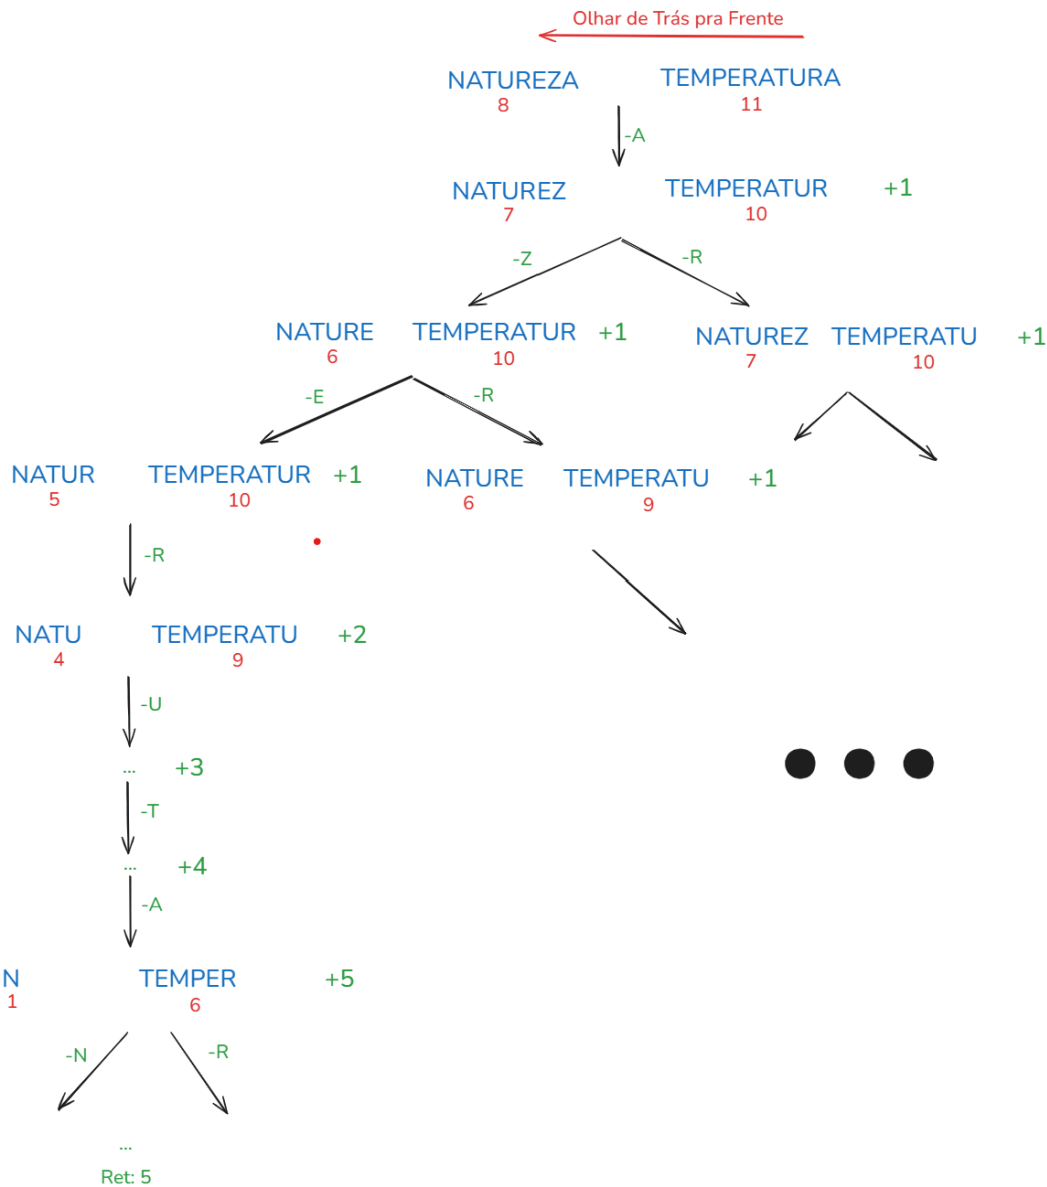 Olhar de Trás pra Frente
NATUREZA TEMPERATURA
8 11
-A
NATUREZ TEMPERATUR +1
7 10
-Z -R
NATURE TEMPERATUR +1 NATUREZ TEMPERATU +1
6 10 7 10
-E -R
NATUR TEMPERATUR +1 NATURE TEMPERATU +1
5 10 6 9
-R
NATU TEMPERATU +2
4 9
-U
... +3
-T
... +4
-A
N TEMPER +5
1 6
-N -R
...
Ret: 5